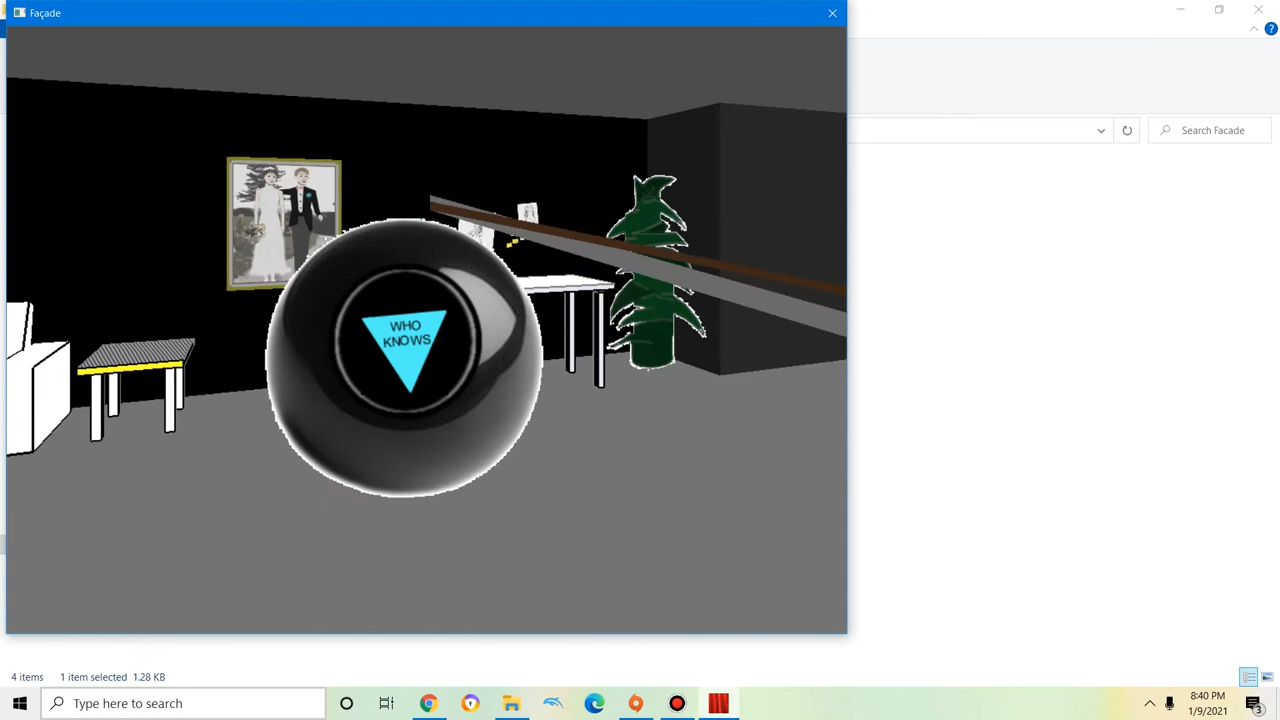 Façade
Search Facade
WHO
KNOWS
4 items 1 item selected 1.28 KB
Type here to search
8:40 PM
1/9/2021
3